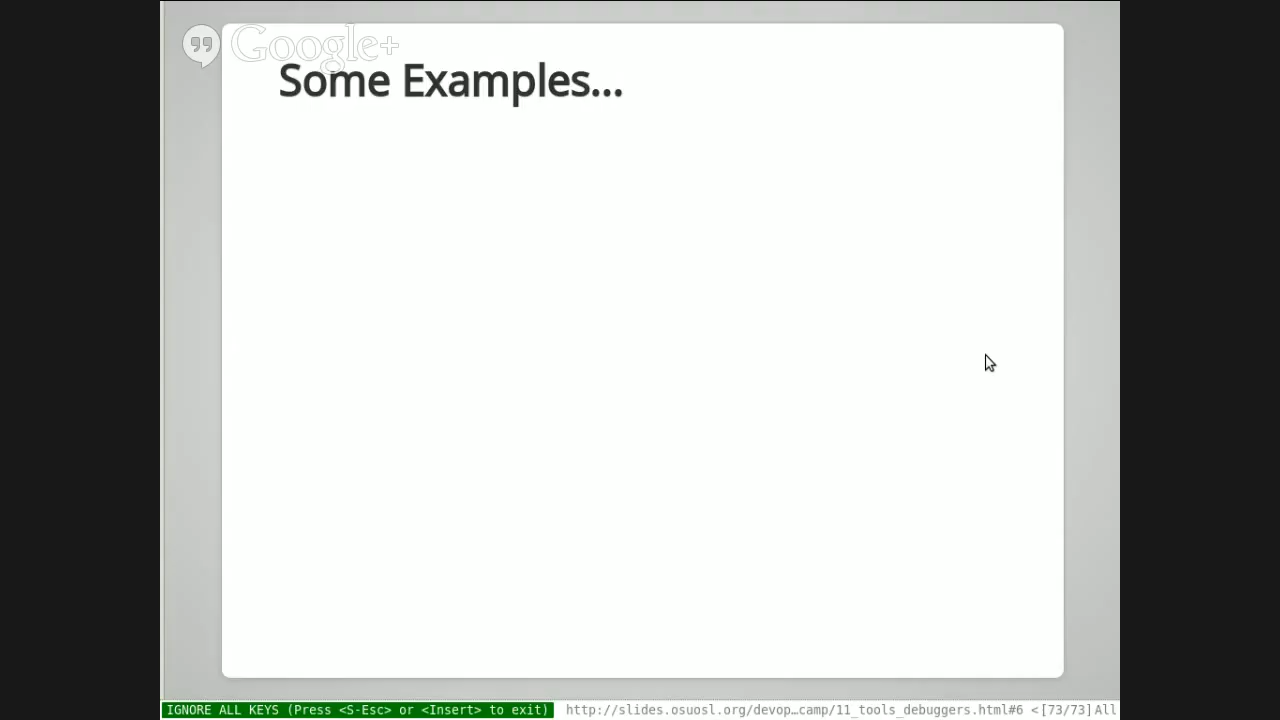 Google+
Some Examples...
IGNORE ALL KEYS (Press <S-Esc> or <Insert> to exit) http://slides.osuosl.org/devop…camp/11_tools_debuggers.html#6 <[73/73]All